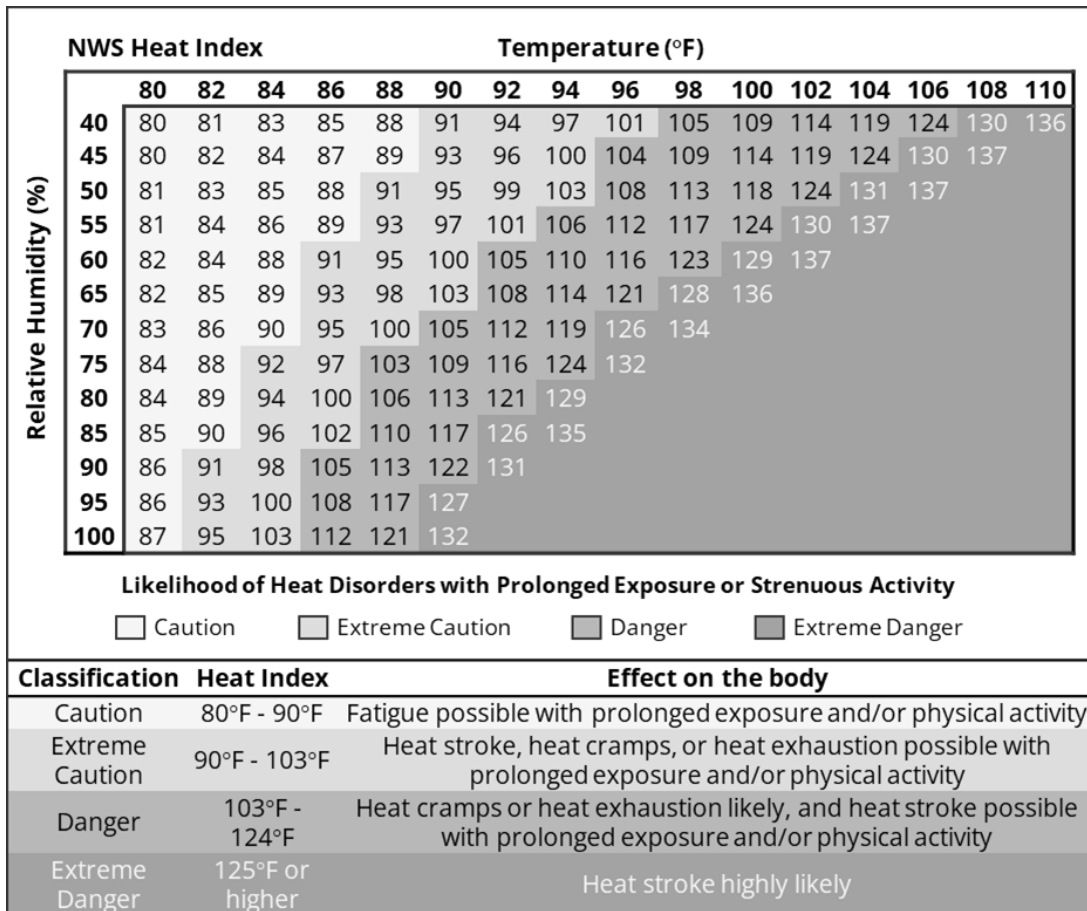 NWS Heat Index Temperature (°F)
80 82 84 86 88 90 92 94 96 98 100 102 104 106 108 110
Relative Humidity (%)
40 80 81 83 85 88 91 94 97 101 105 109 114 119 124 130 136
45 80 82 84 87 89 93 96 100 104 109 114 119 124 130 137
50 81 83 85 88 91 95 99 103 108 113 118 124 131 137
55 81 84 86 89 93 97 101 106 112 117 124 130 137
60 82 84 88 91 95 100 105 110 116 123 129 137
65 82 85 89 93 98 103 108 114 121 128 136
70 83 86 90 95 100 105 112 119 126 134
75 84 88 92 97 103 109 116 124 132
80 84 89 94 100 106 113 121 129
85 85 90 96 102 110 117 126 135
90 86 91 98 105 113 122 131
95 86 93 100 108 117 127
100 87 95 103 112 121 132
Likelihood of Heat Disorders with Prolonged Exposure or Strenuous Activity
Caution Extreme Caution Danger Extreme Danger
Classification Heat Index Effect on the body
Caution 80°F - 90°F Fatigue possible with prolonged exposure and/or physical activity
Extreme
Caution
90°F - 103°F
Heat stroke, heat cramps, or heat exhaustion possible with
prolonged exposure and/or physical activity
Danger
103°F -
124°F
Heat cramps or heat exhaustion likely, and heat stroke possible
with prolonged exposure and/or physical activity
Extreme
Danger
125°F or
higher
Heat stroke highly likely